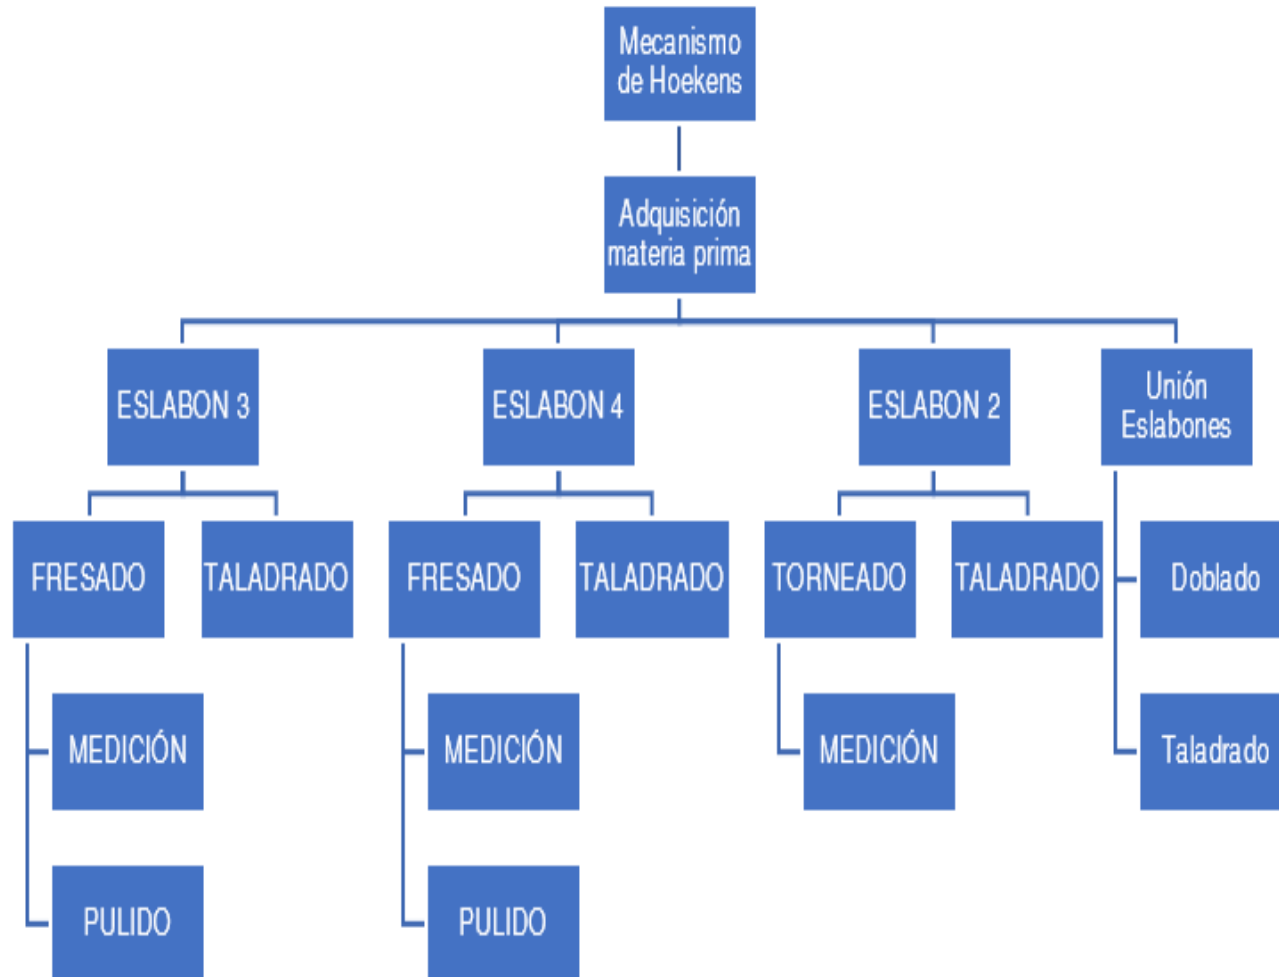 Mecanismo
de Hoekens
Adquisición
materia prima
ESLABON 3
ESLABON 4
ESLABON 2
Unión
Eslabones
FRESADO
TALADRADO
FRESADO
TALADRADO
TORNEADO
TALADRADO
Doblado
MEDICIÓN
MEDICIÓN
MEDICIÓN
Taladrado
PULIDO
PULIDO